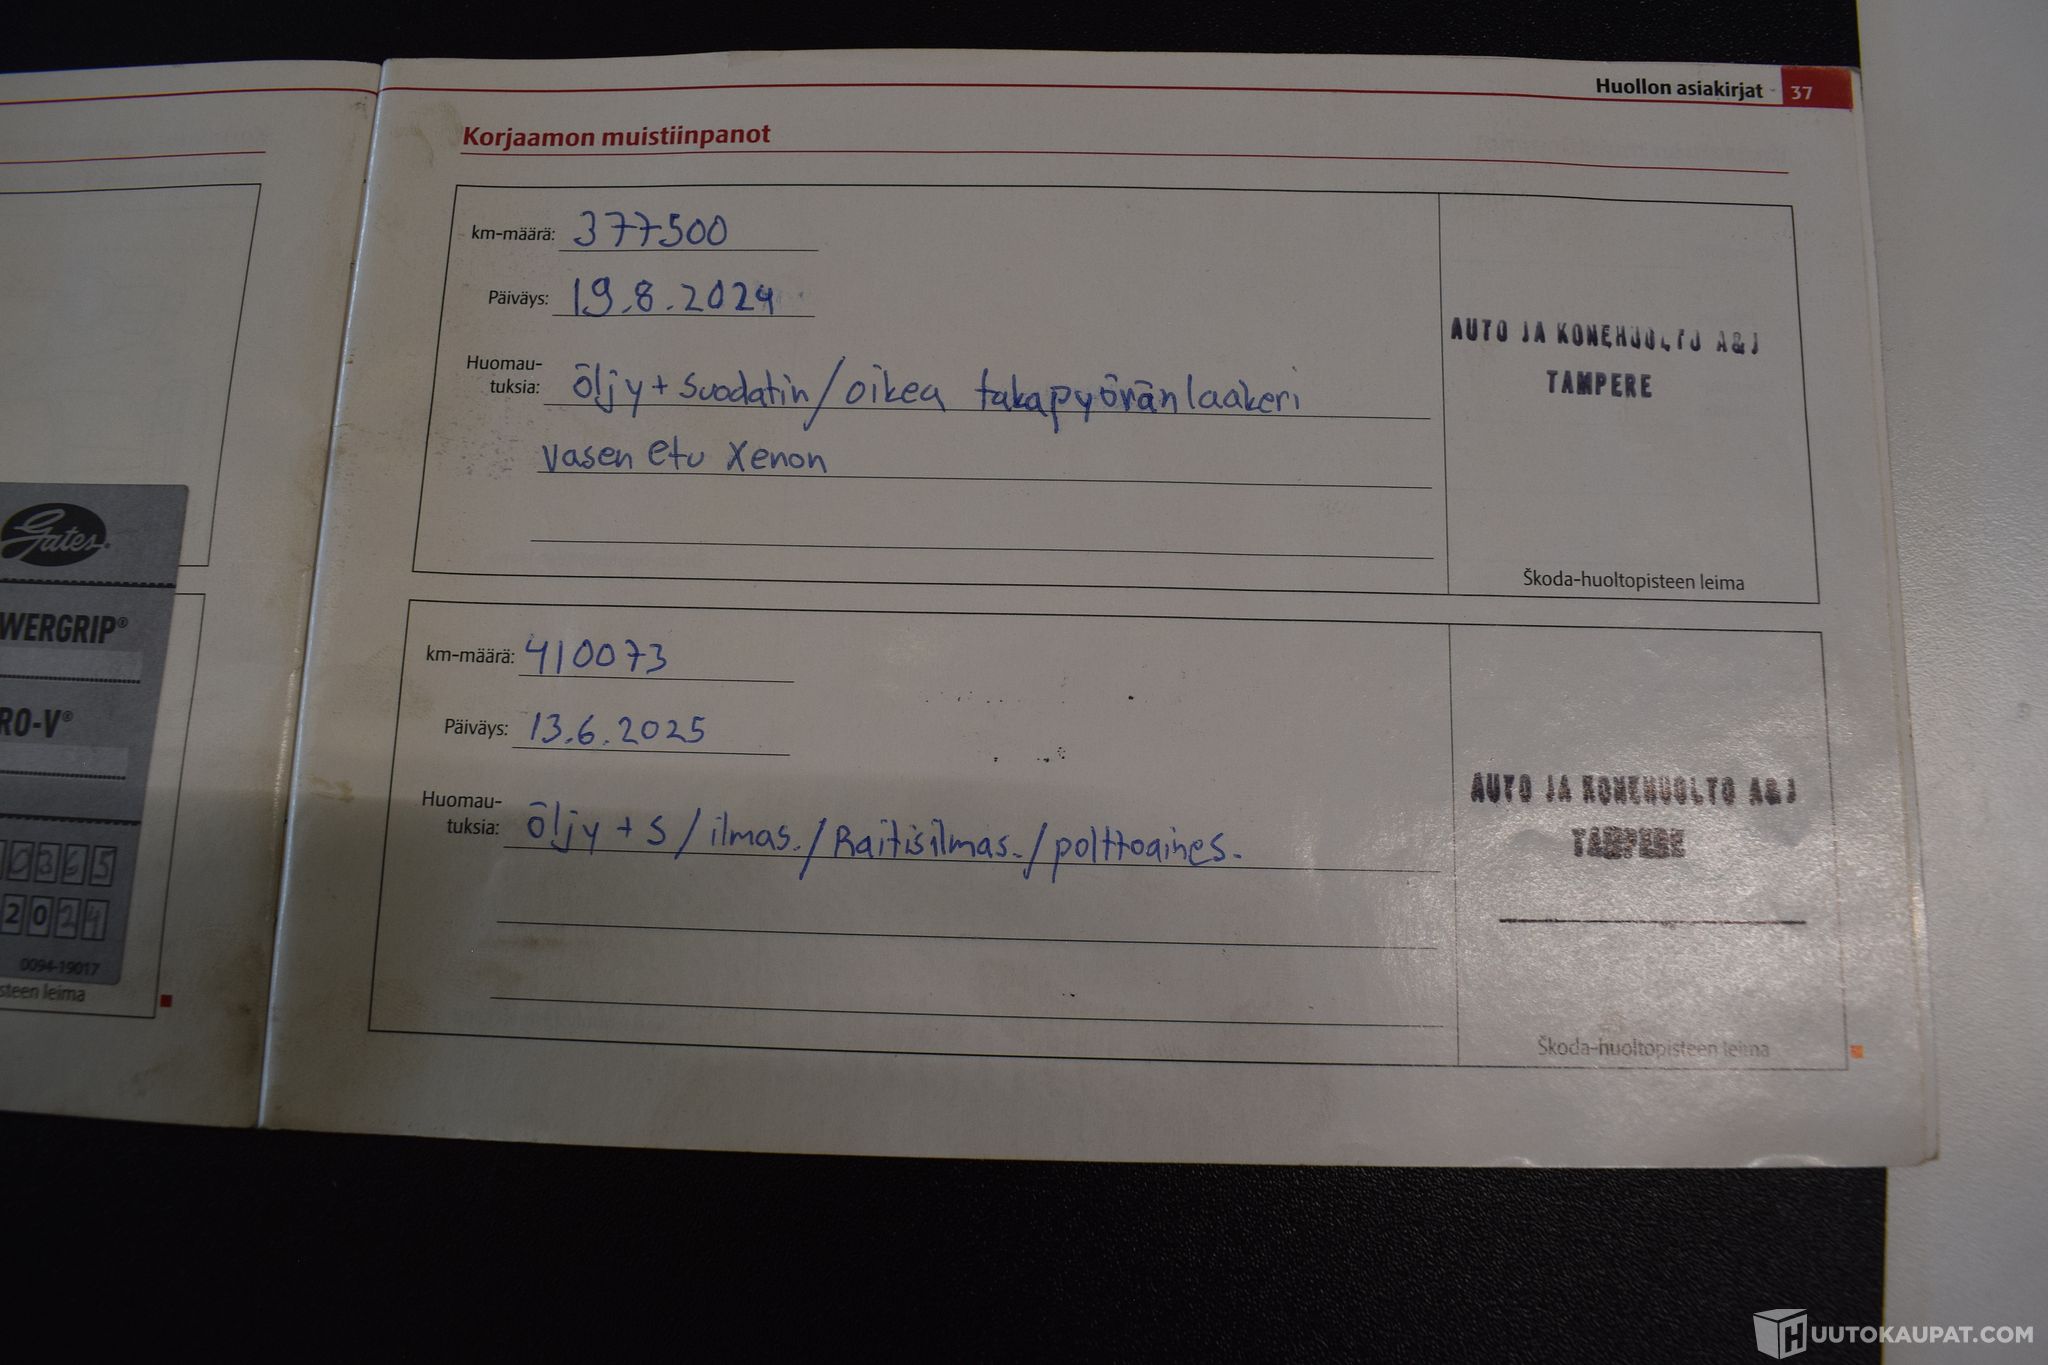 Huollon asiakirjat 37
Korjaamon muistiinpanot
km-määrä: 377500
Päiväys: 19.8.2024
Huomau-
tuksia: öljy + suodatin / oikea takapyöränlaakeri
vasen etu xenon
AUTO JA KONEHUOLTO A&J
TAMPERE
Škoda-huoltopisteen leima
km-määrä: 410073
Päiväys: 13.6.2025
Huomau-
tuksia: öljy + s / ilmas. / Raitisilmas. / polttoaines.
AUTO JA KONEHUOLTO A&J
TAMPERE
Škoda-huoltopisteen leima
Gates
WERGRIP®
RO-V®
0365
2024
0094-19017
steen leima
HUUTOKAUPAT.COM